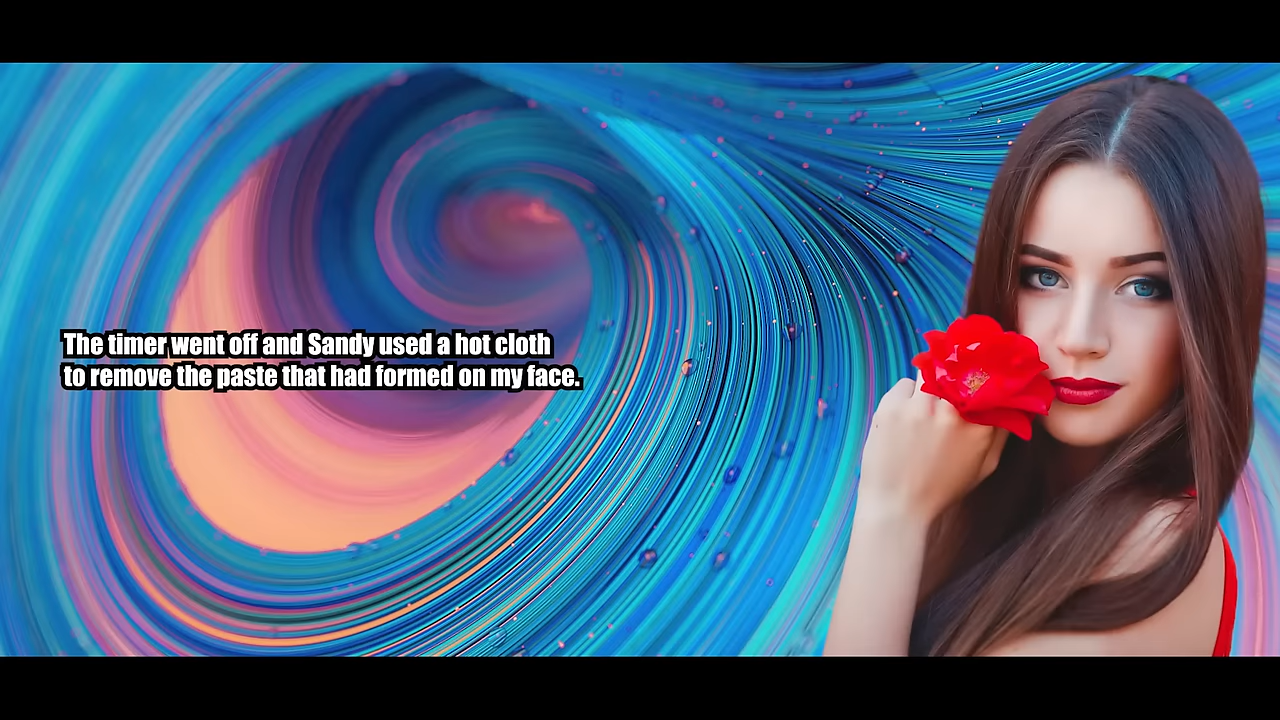 The timer went off and Sandy used a hot cloth
to remove the paste that had formed on my face.